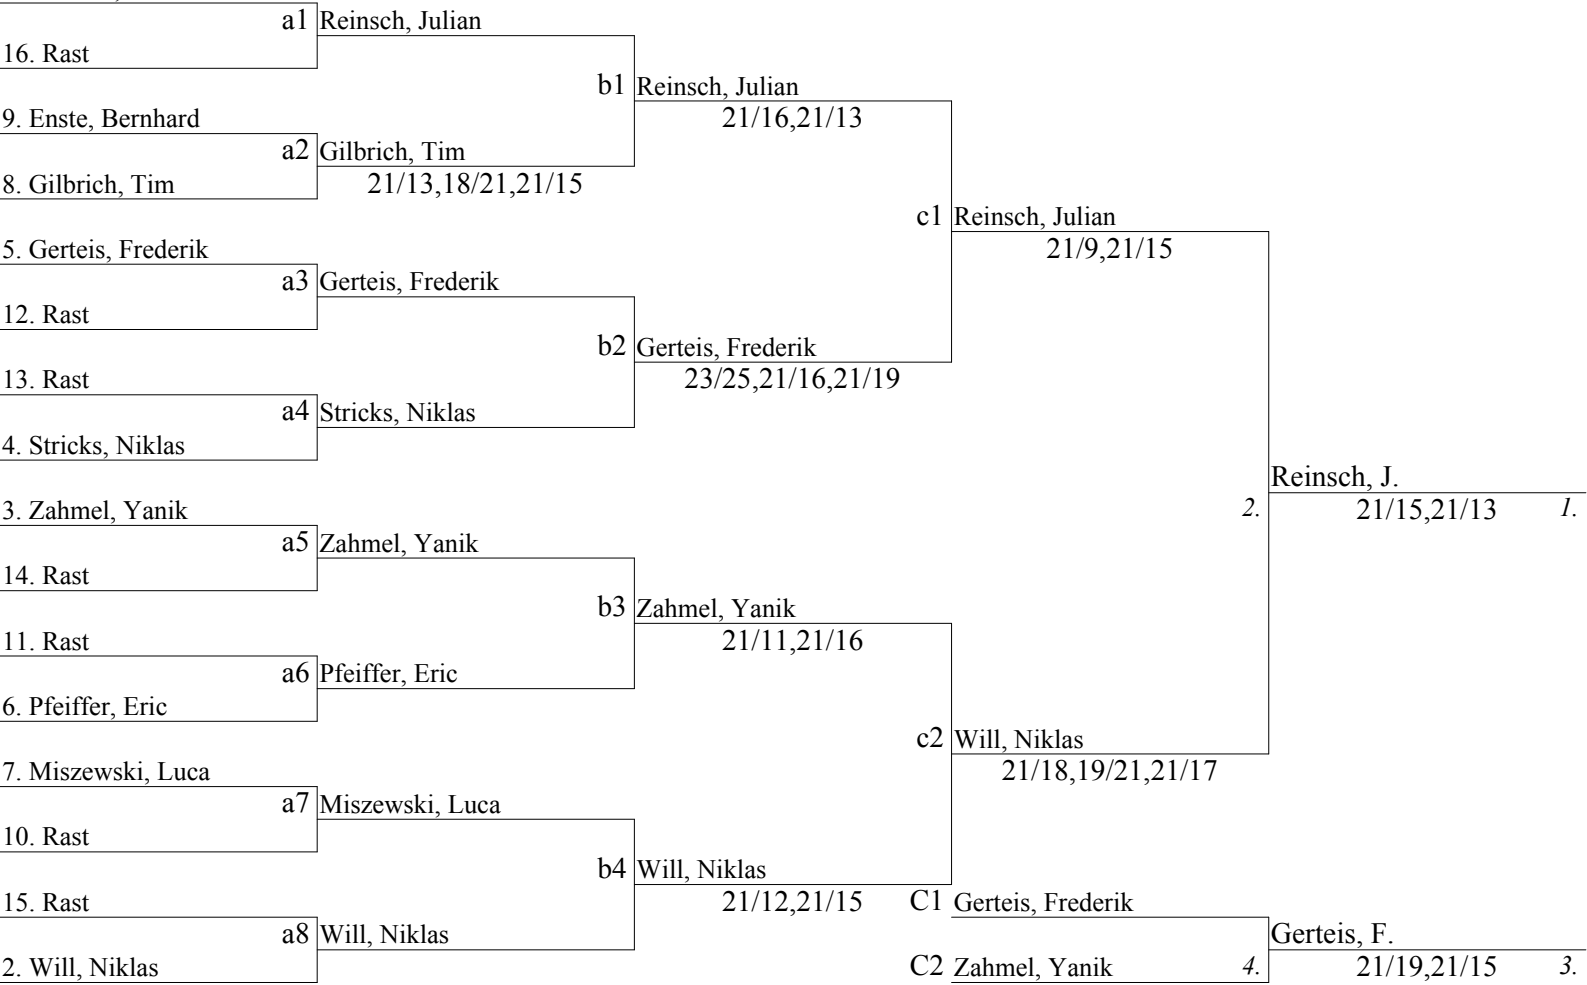 a1 Reinsch, Julian
16. Rast
b1 Reinsch, Julian
21/16,21/13
9. Enste, Bernhard
a2 Gilbrich, Tim
8. Gilbrich, Tim
21/13,18/21,21/15
c1 Reinsch, Julian
21/9,21/15
5. Gerteis, Frederik
a3 Gerteis, Frederik
12. Rast
b2 Gerteis, Frederik
23/25,21/16,21/19
13. Rast
a4 Stricks, Niklas
4. Stricks, Niklas
Reinsch, J.
2. 21/15,21/13 1.
3. Zahmel, Yanik
a5 Zahmel, Yanik
14. Rast
b3 Zahmel, Yanik
21/11,21/16
11. Rast
a6 Pfeiffer, Eric
6. Pfeiffer, Eric
c2 Will, Niklas
21/18,19/21,21/17
7. Miszewski, Luca
a7 Miszewski, Luca
10. Rast
b4 Will, Niklas
21/12,21/15
15. Rast
C1 Gerteis, Frederik
a8 Will, Niklas
Gerteis, F.
2. Will, Niklas
C2 Zahmel, Yanik 4. 21/19,21/15 3.